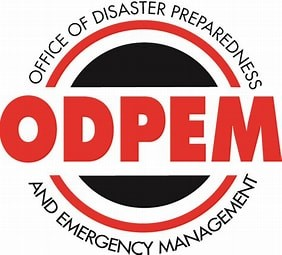 OFFICE OF DISASTER PREPAREDNESS
ODPEM
AND EMERGENCY MANAGEMENT